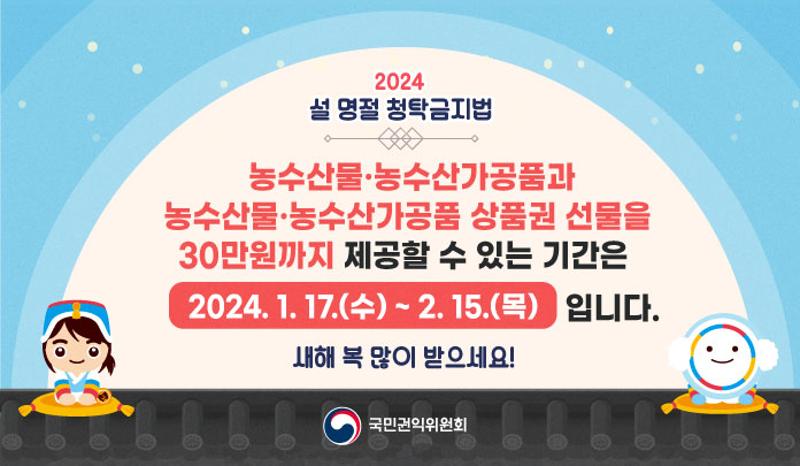 2024
설 명절 청탁금지법
농수산물·농수산가공품과
농수산물·농수산가공품 상품권 선물을
30만원까지 제공할 수 있는 기간은
2024. 1. 17.(수) ~ 2. 15.(목) 입니다.
새해 복 많이 받으세요!
국민권익위원회